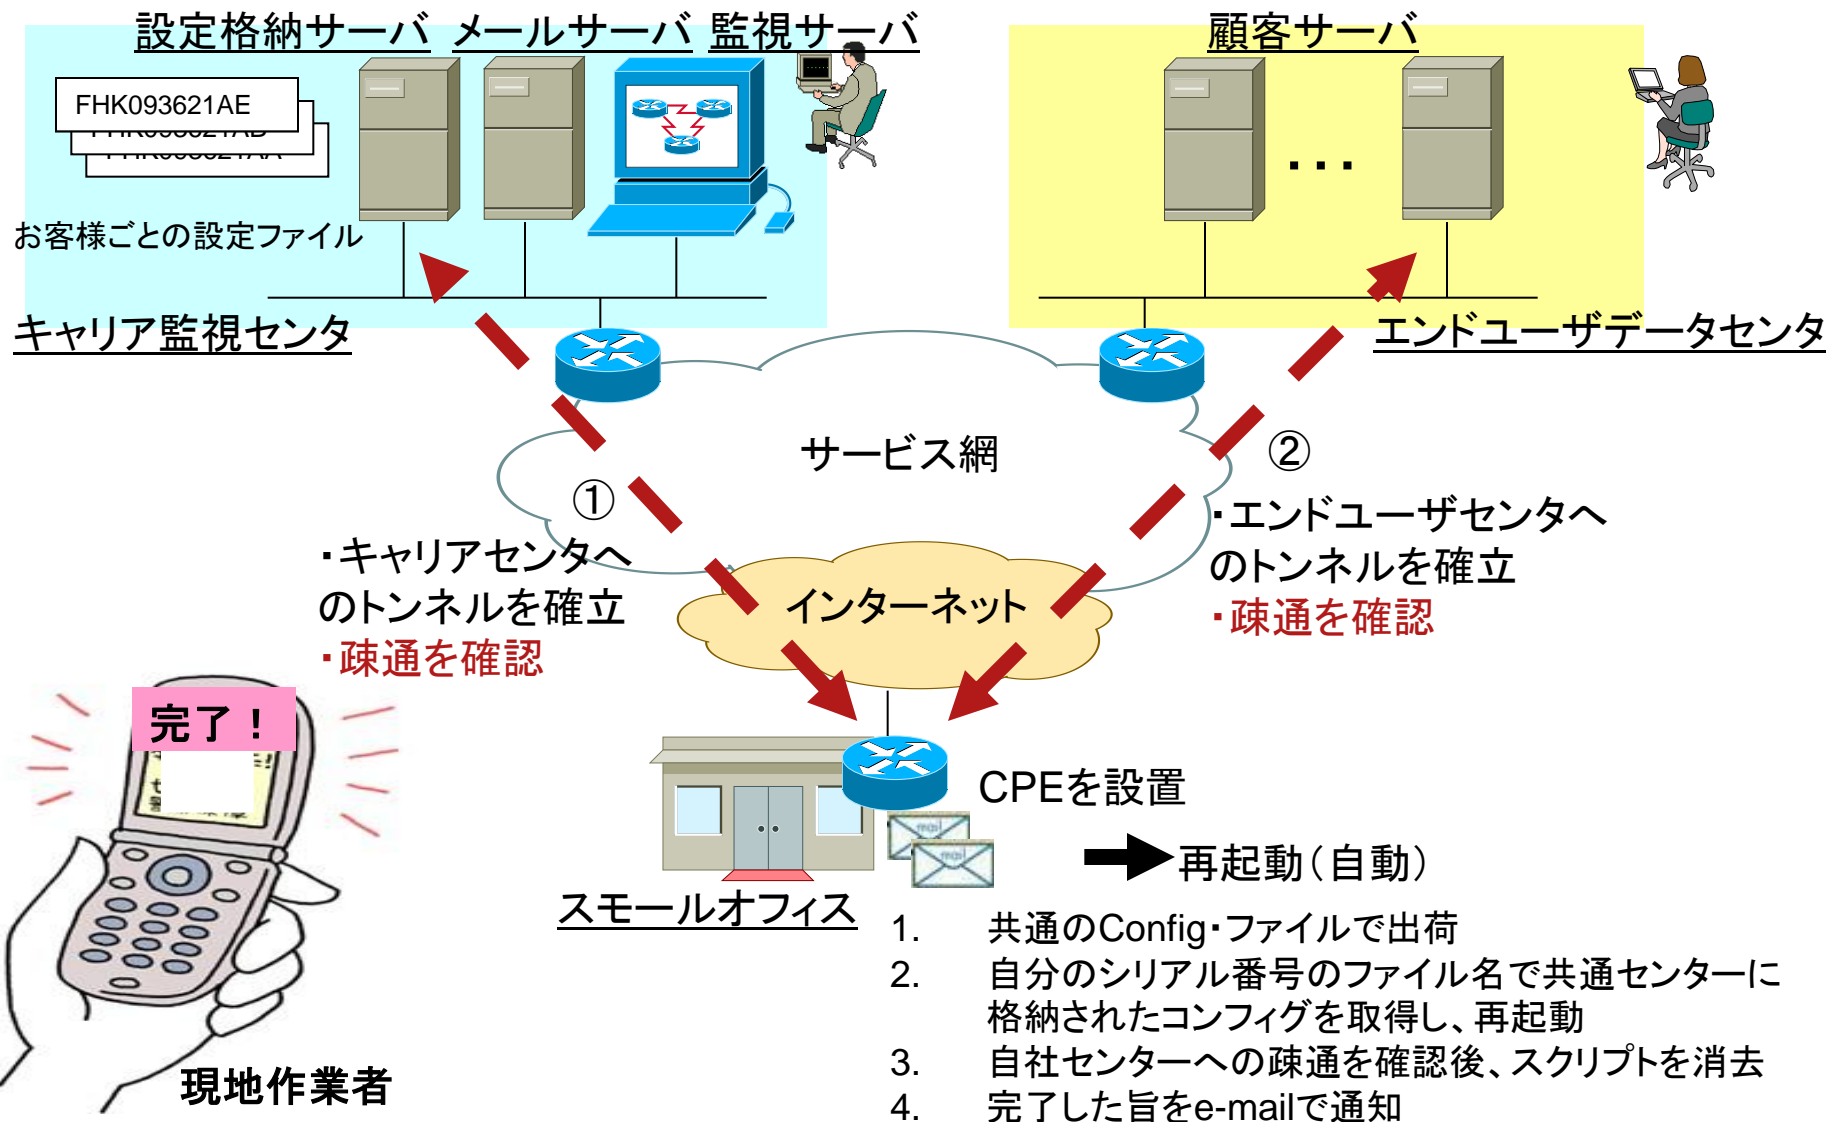 設定格納サーバ メールサーバ 監視サーバ
顧客サーバ
FHK093621AE
お客様ごとの設定ファイル
キャリア監視センタ
エンドユーザデータセンタ
サービス網
①
・キャリアセンタへ
のトンネルを確立
・疎通を確認
②
・エンドユーザセンタへ
のトンネルを確立
・疎通を確認
インターネット
完了！
CPEを設置
mail
mail
再起動（自動）
スモールオフィス
現地作業者
1. 共通のConfig・ファイルで出荷
2. 自分のシリアル番号のファイル名で共通センターに
格納されたコンフィグを取得し、再起動
3. 自社センターへの疎通を確認後、スクリプトを消去
4. 完了した旨をe-mailで通知